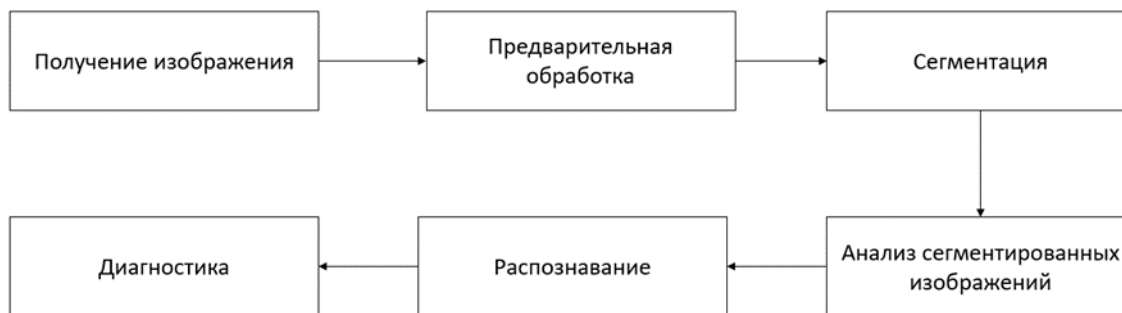 Получение изображения
Предварительная
обработка
Сегментация
Диагностика
Распознавание
Анализ сегментированных
изображений